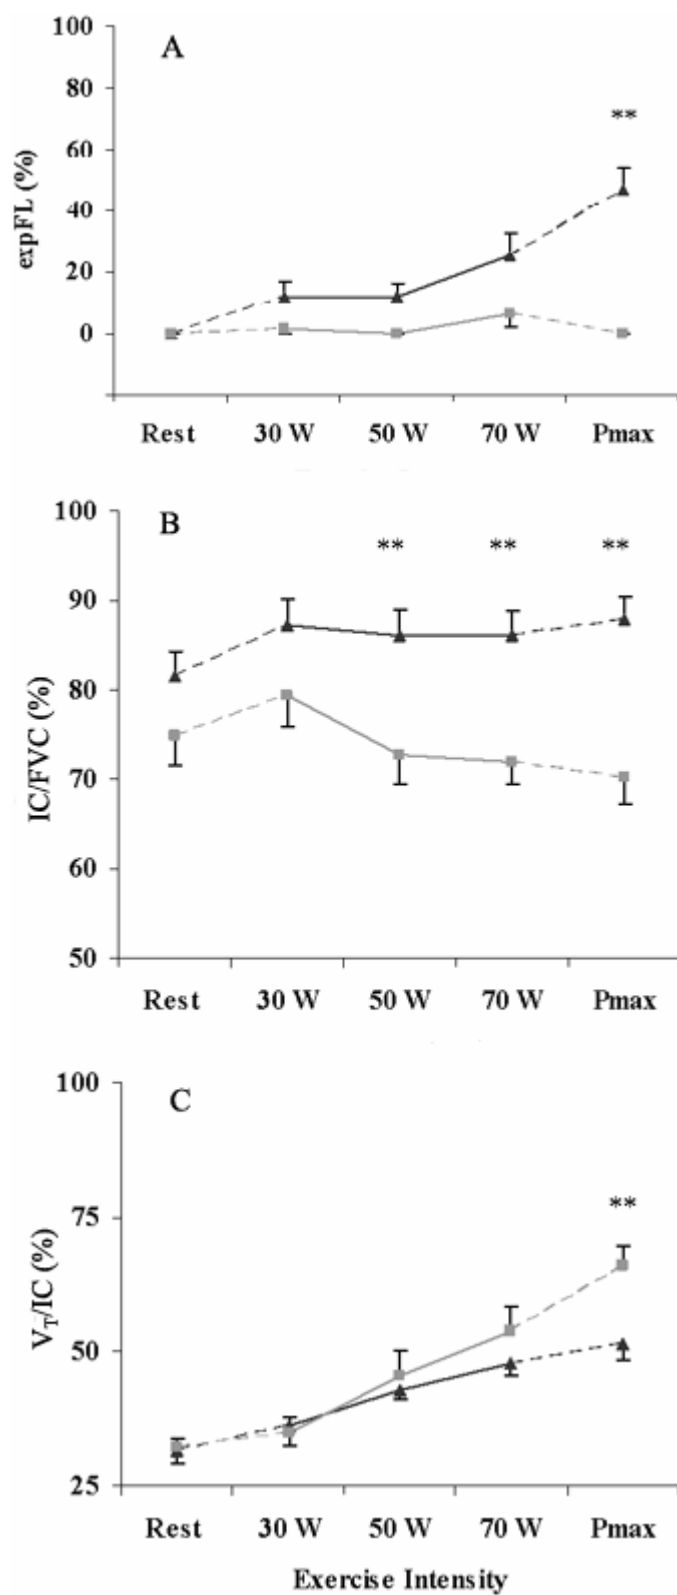 A
100
80
60
40
20
0
expFL (%)
**
Rest 30 W 50 W 70 W Pmax
B
100
90
80
70
60
50
IC/FVC (%)
** ** **
Rest 30 W 50 W 70 W Pmax
C
100
75
50
25
VT/IC (%)
**
Rest 30 W 50 W 70 W Pmax
Exercise Intensity